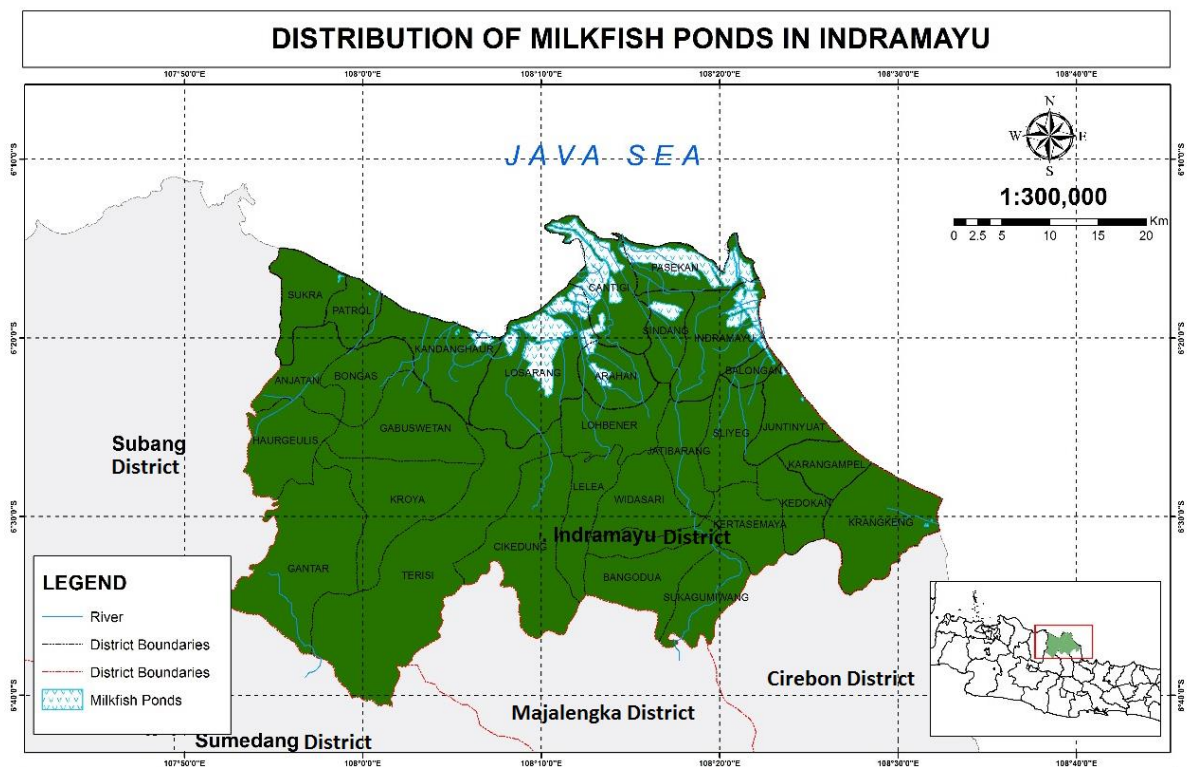 DISTRIBUTION OF MILKFISH PONDS IN INDRAMAYU
107°50'0"E
108°0'0"E
108°10'0"E
108°20'0"E
108°30'0"E
108°40'0"E
N
W E
S
JAVA SEA
6°10'0"S
6°10'0"S
1:300,000
Km
0 2.5 5 10 15 20
PASEKAN
CANTIGI
SUKRA
PATROL
SINDANG
INDRAMAYU
6°20'0"S
6°20'0"S
KANDANGHAUR
LOSARANG
ARAHAN
BALONGAN
ANJATAN
BONGAS
GABUSWETAN
LOHBENER
SLIYEG
JUNTINYUAT
HAURGEULIS
JATIBARANG
KARANGAMPEL
Subang
District
LELEA
WIDASARI
KROYA
KEDOKAN
KERTASEMAYA
KRANGKENG
6°30'0"S
6°30'0"S
Indramayu District
CIKEDUNG
GANTAR
TERISI
BANGODUA
SUKAGUMIWANG
LEGEND
River
District Boundaries
District Boundaries
Milkfish Ponds
Cirebon District
Majalengka District
Sumedang District
6°40'0"S
6°40'0"S
107°50'0"E
108°0'0"E
108°10'0"E
108°20'0"E
108°30'0"E
108°40'0"E